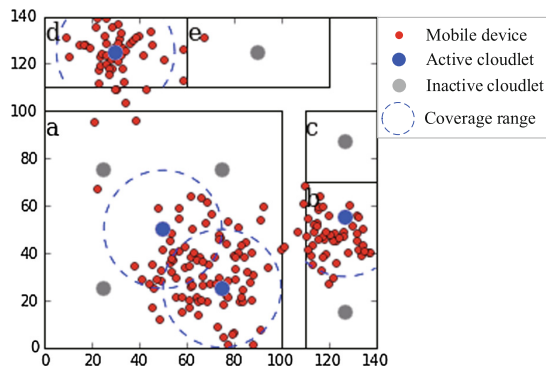 140
120
100
80
60
40
20
0
d
e
a
c
b
0 20 40 60 80 100 120 140
Mobile device
Active cloudlet
Inactive cloudlet
Coverage range